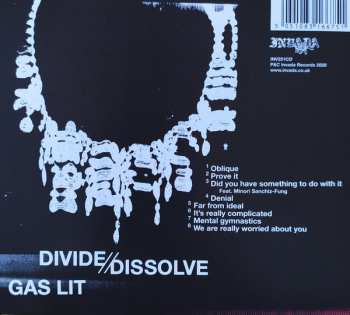 INVADA
INV251CD
P&C Invada Records 2020
www.invada.co.uk
1 Oblique
2 Prove it
3 Did you have something to do with it
Feat. Minori Sanchiz-Fung
4 Denial
5 Far from ideal
6 It's really complicated
7 Mental gymnastics
8 We are really worried about you
DIVIDE//DISSOLVE
GAS LIT